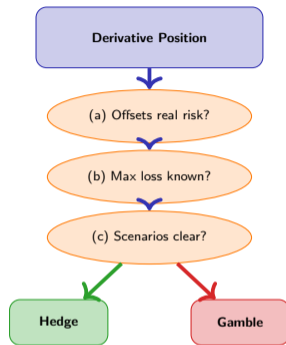 Derivative Position
(a) Offsets real risk?
(b) Max loss known?
(c) Scenarios clear?
Hedge
Gamble